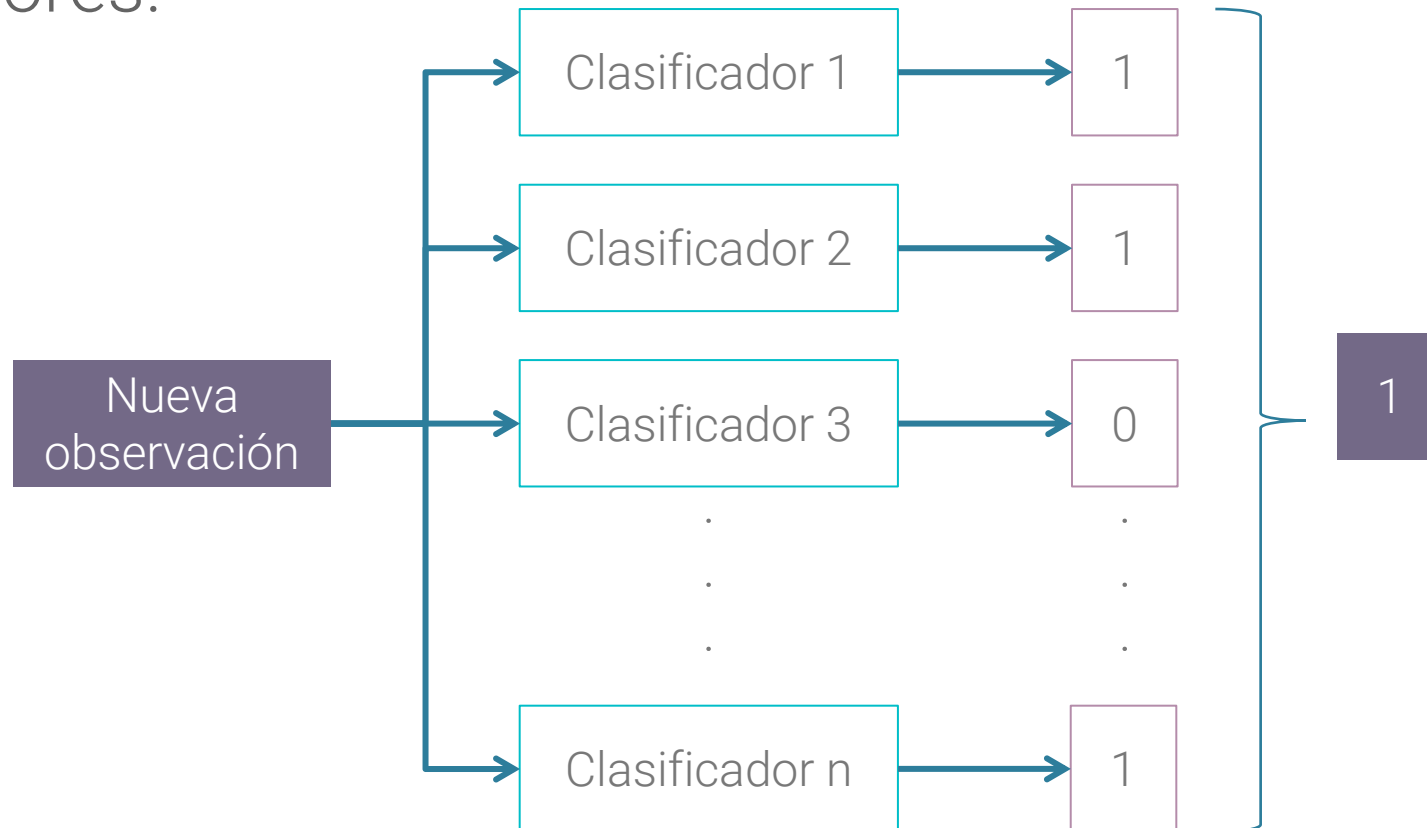 Clasificador 1
1
Clasificador 2
1
Nueva
observación
Clasificador 3
0
1
.
.
.
.
.
.
Clasificador n
1